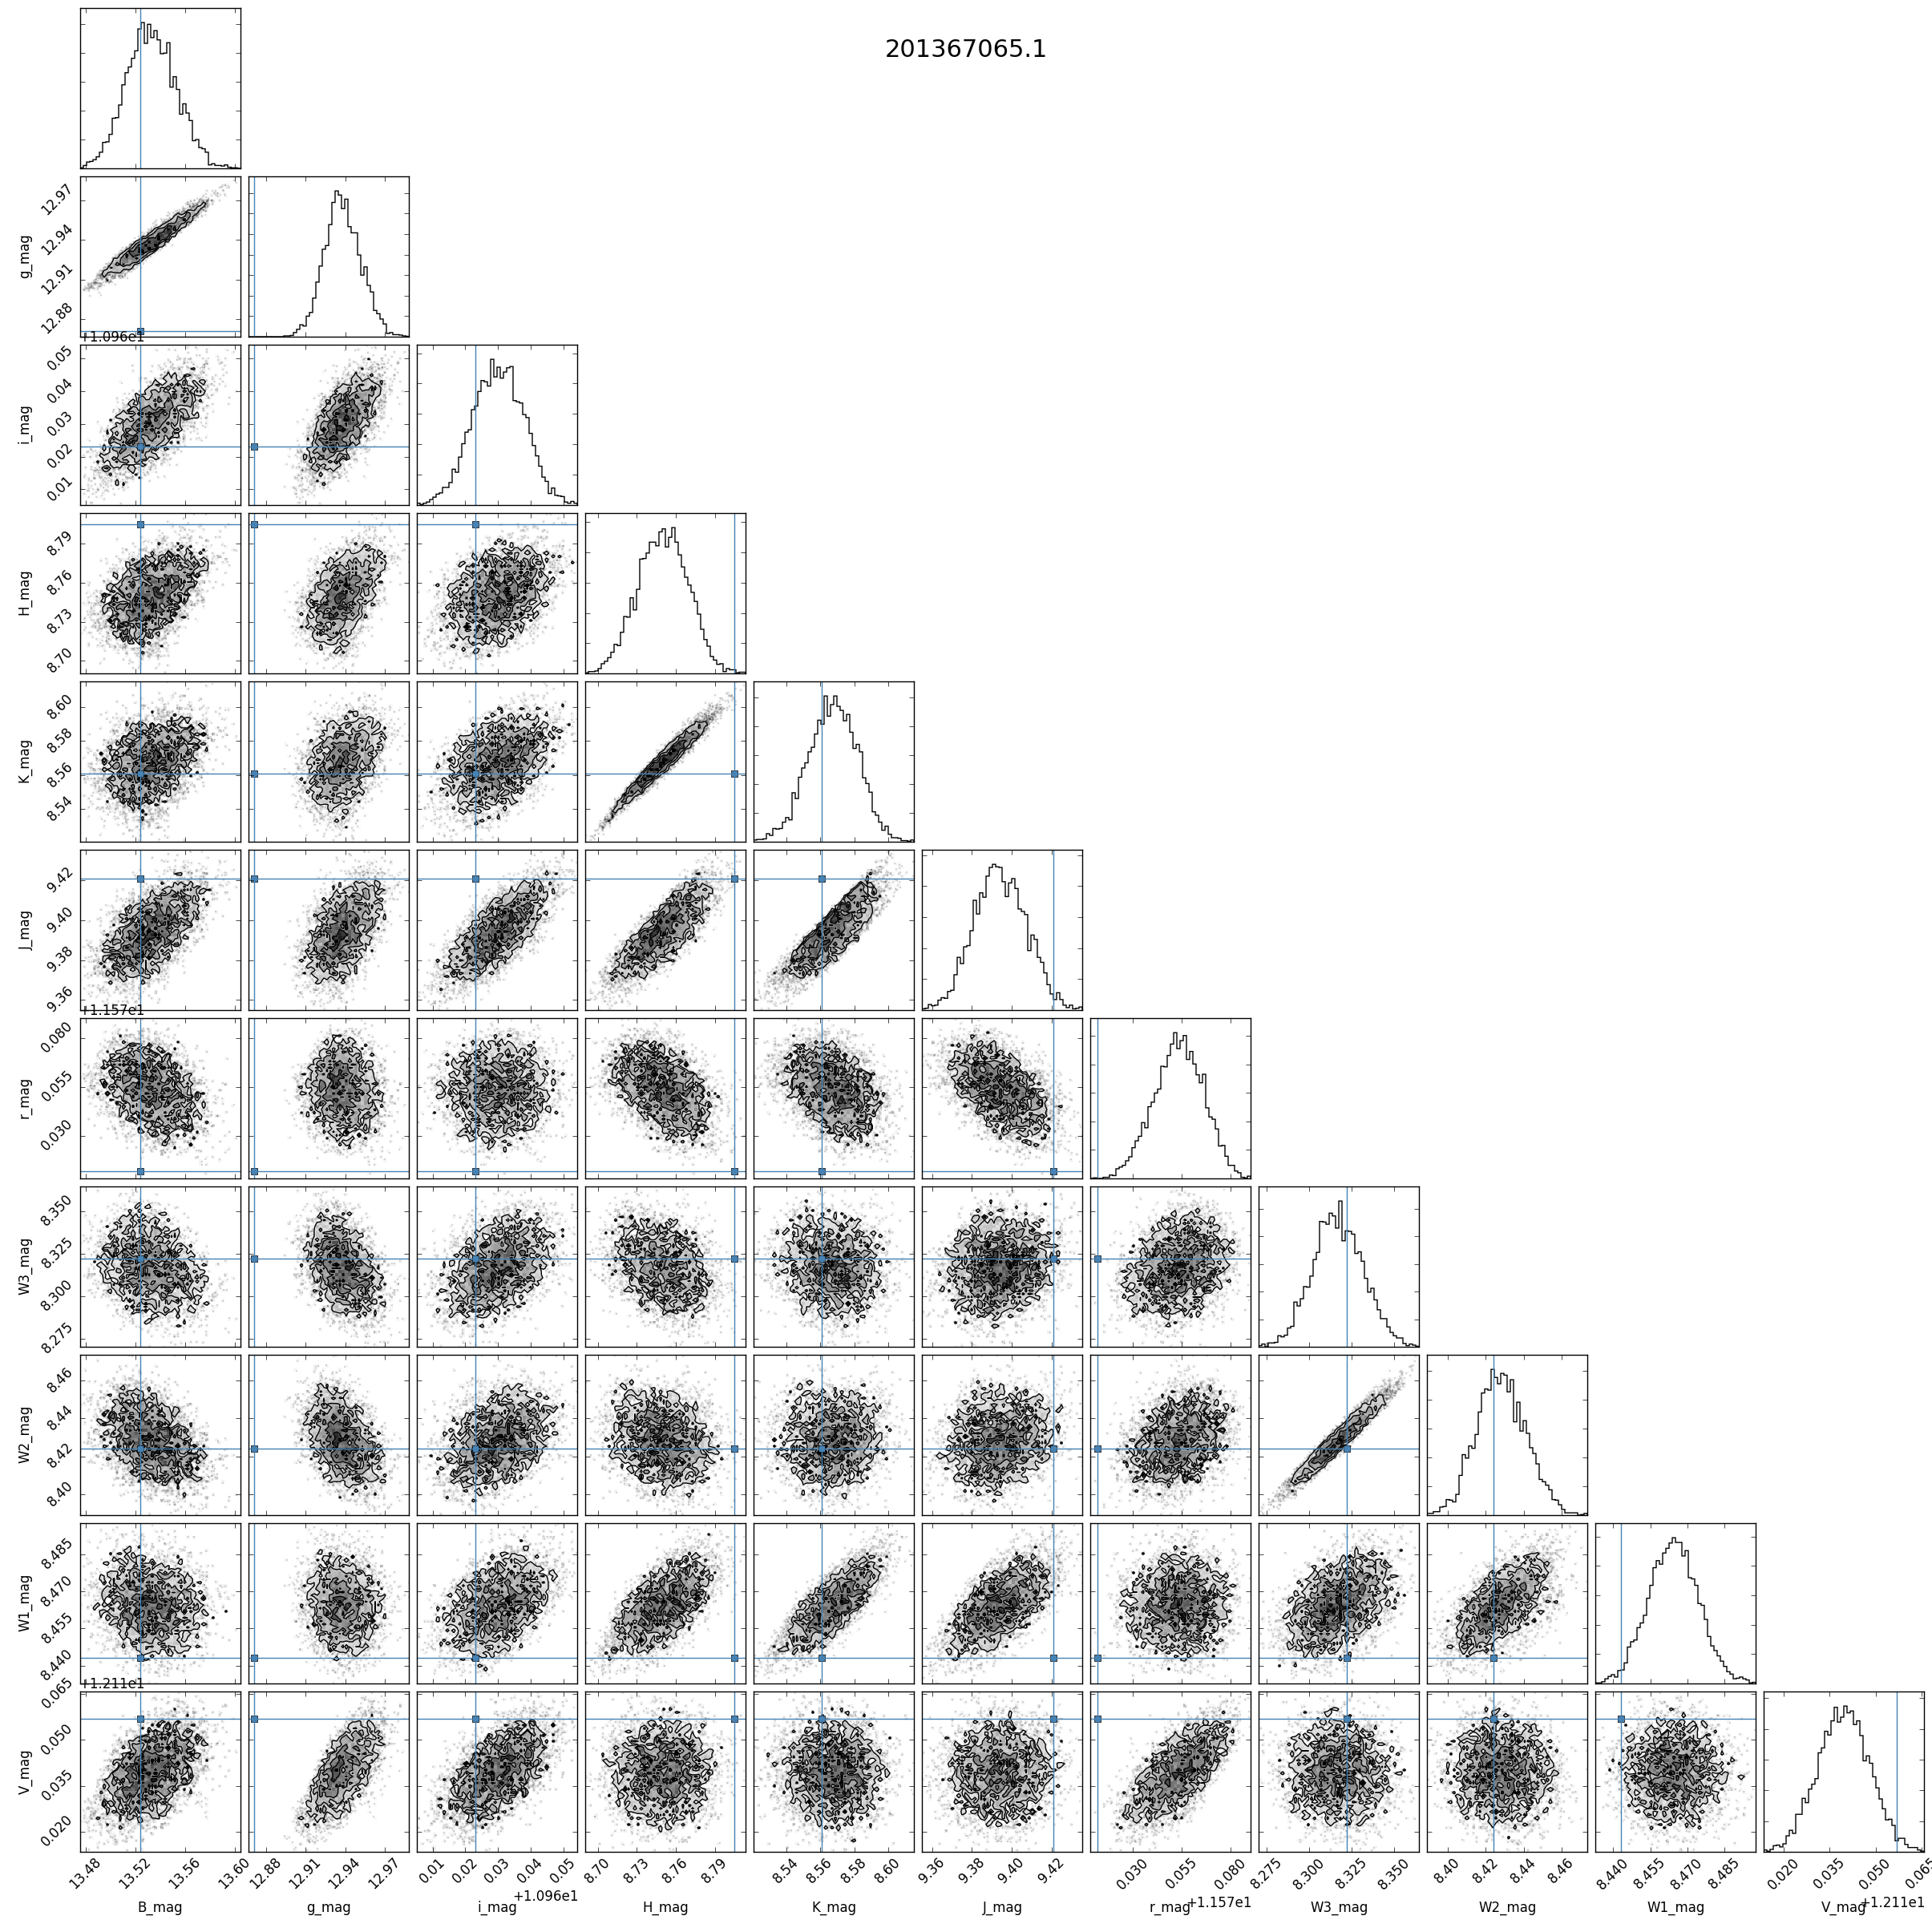 201367065.1
g_mag
12.97
12.94
12.91
12.88
+1.096e1
i_mag
0.05
0.04
0.03
0.02
0.01
H_mag
8.79
8.76
8.73
8.70
K_mag
8.60
8.58
8.56
8.54
J_mag
9.42
9.40
9.38
9.36
+1.157e1
r_mag
0.080
0.055
0.030
W3_mag
8.350
8.325
8.300
8.275
W2_mag
8.46
8.44
8.42
8.40
W1_mag
8.485
8.470
8.455
8.440
+1.211e1
V_mag
0.065
0.050
0.035
0.020
13.48 13.52 13.56 13.60 12.88 12.91 12.94 12.97 0.01 0.02 0.03 0.04 0.05 8.70 8.73 8.76 8.79 8.54 8.56 8.58 8.60 9.36 9.38 9.40 9.42 0.030 0.055 0.080 8.275 8.300 8.325 8.350 8.40 8.42 8.44 8.46 8.440 8.455 8.470 8.485 0.020 0.035 0.050 0.065
+1.096e1 +1.157e1 +1.211e1
B_mag g_mag i_mag H_mag K_mag J_mag r_mag W3_mag W2_mag W1_mag V_mag